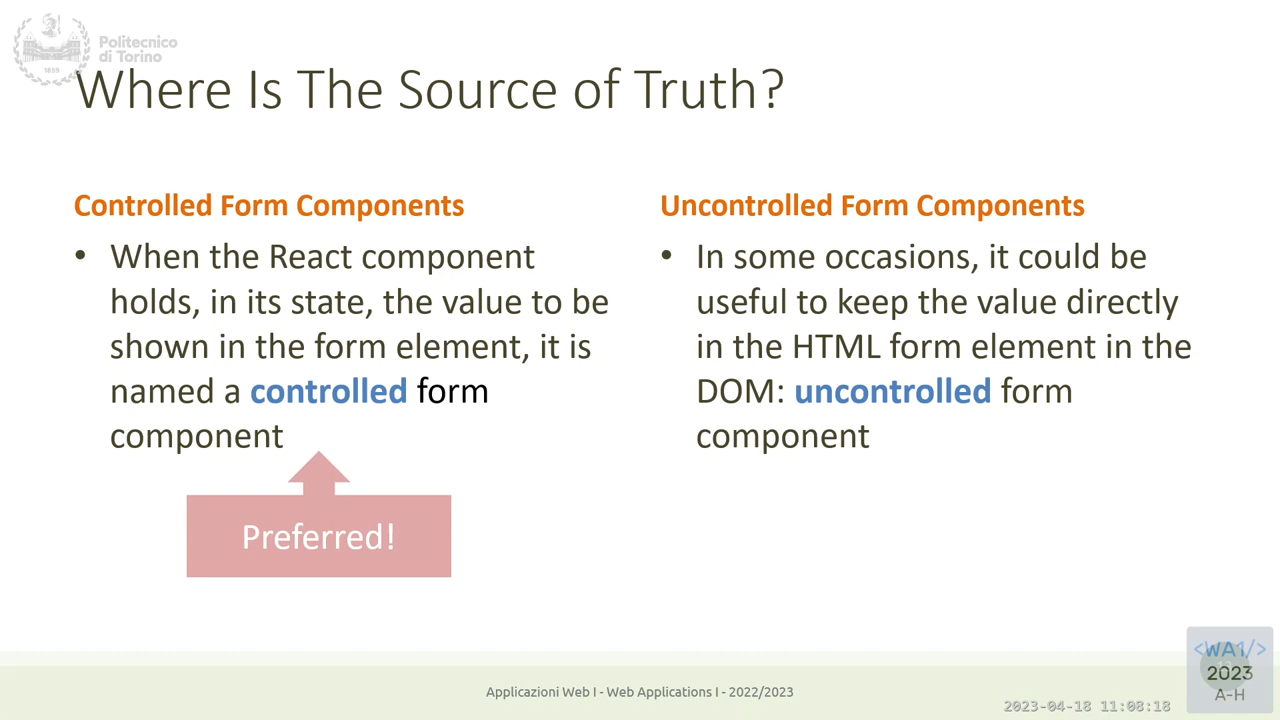 Politecnico
di Torino
1859
Where Is The Source of Truth?
Controlled Form Components
• When the React component
holds, in its state, the value to be
shown in the form element, it is
named a controlled form
component
Preferred!
Uncontrolled Form Components
• In some occasions, it could be
useful to keep the value directly
in the HTML form element in the
DOM: uncontrolled form
component
Applicazioni Web I - Web Applications I - 2022/2023
2023-04-18 11:08:18
<WA1/>
2023
A-H